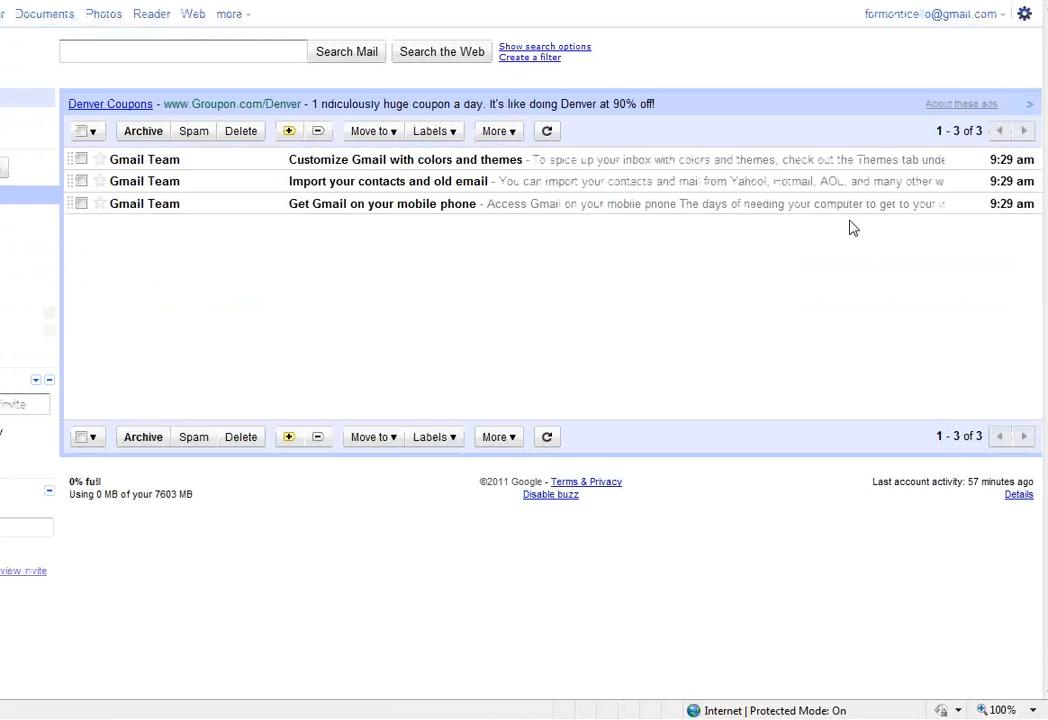 Documents Photos Reader Web more formonticello@gmail.com
Search Mail Search the Web Show search options
Create a filter
Denver Coupons - www.Groupon.com/Denver - 1 ridiculously huge coupon a day. It's like doing Denver at 90% off! About these ads >
Archive Spam Delete Move to Labels More 1 - 3 of 3
Gmail Team Customize Gmail with colors and themes - To spice up your inbox with colors and themes, check out the Themes tab unde 9:29 am
Gmail Team Import your contacts and old email - You can import your contacts and mail from Yahoo!, Hotmail, AOL, and many other w 9:29 am
Gmail Team Get Gmail on your mobile phone - Access Gmail on your mobile phone The days of needing your computer to get to your 9:29 am
invite
Archive Spam Delete Move to Labels More 1 - 3 of 3
0% full ©2011 Google - Terms & Privacy Last account activity: 57 minutes ago
Using 0 MB of your 7603 MB Disable buzz Details
view invite
Internet | Protected Mode: On 100%